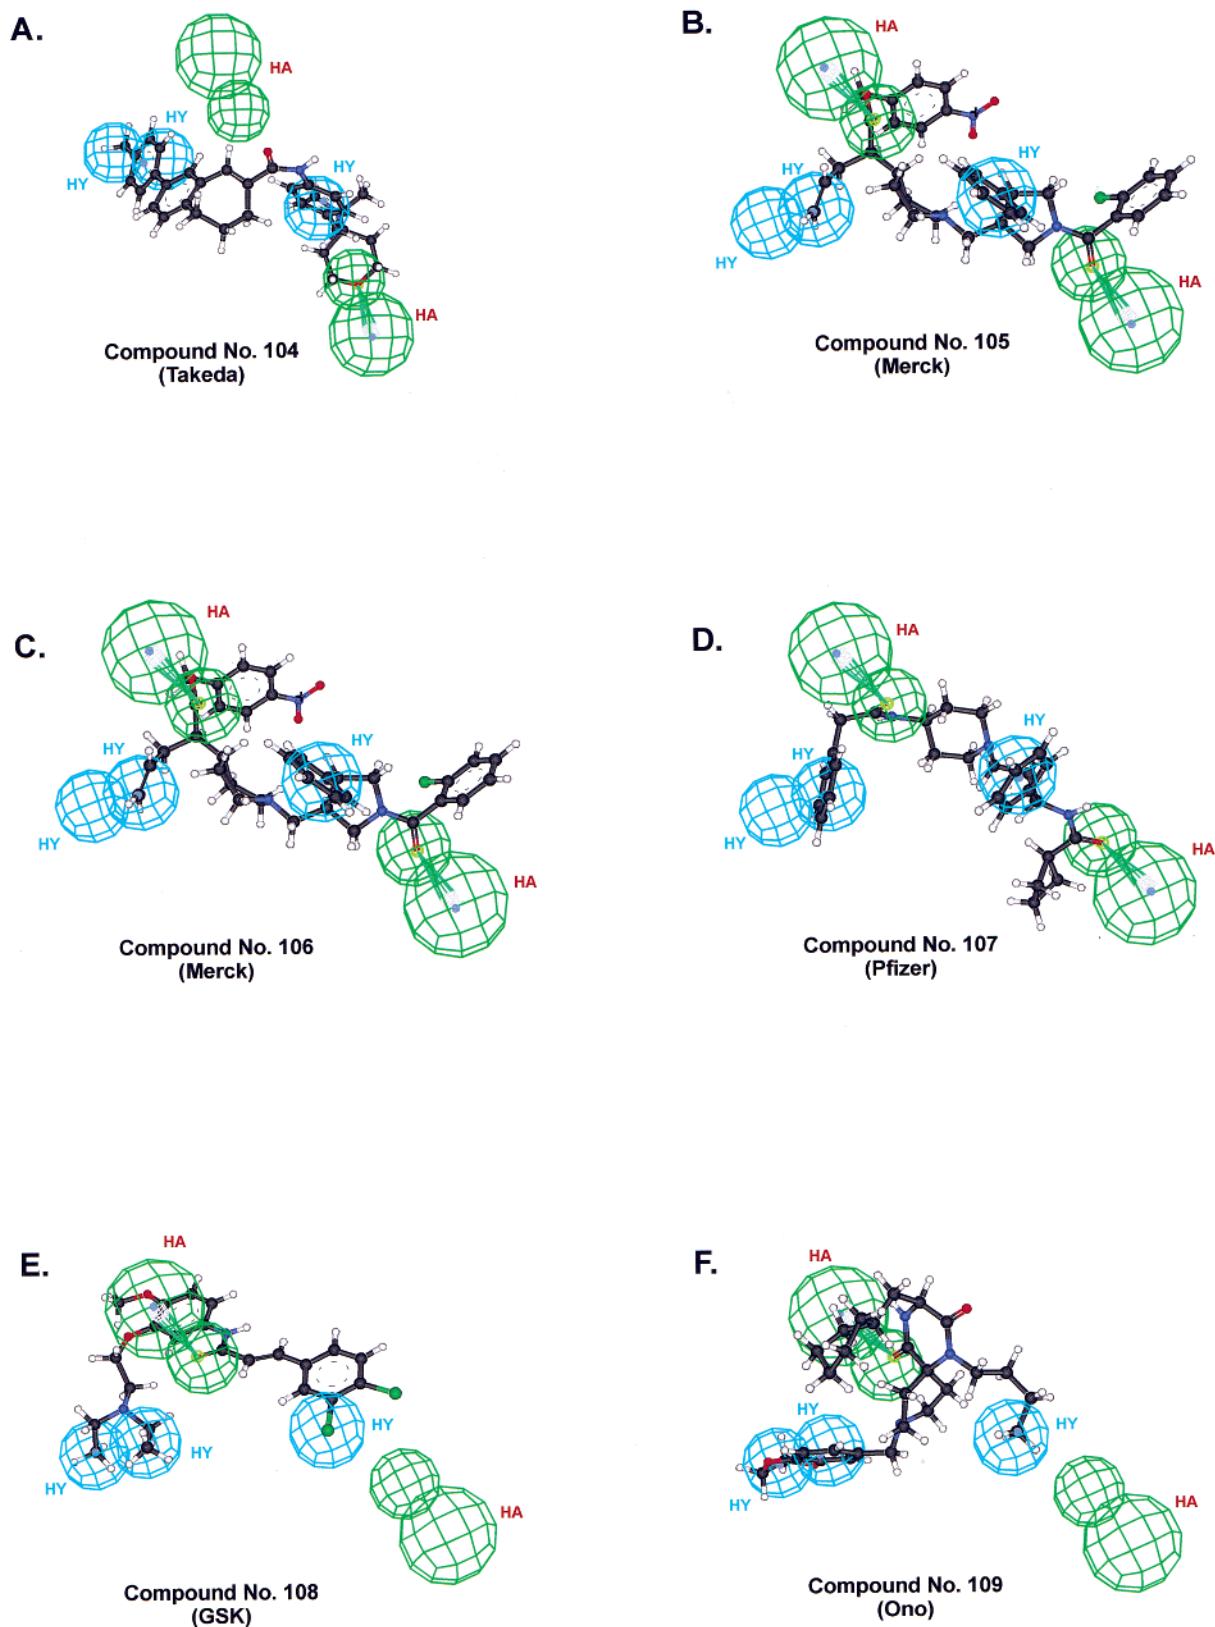 A.
HA
HY
HY
HY
HA
Compound No. 104
(Takeda)
B.
HA
HY
HY
HY
HA
Compound No. 105
(Merck)
C.
HA
HY
HY
HY
HA
Compound No. 106
(Merck)
D.
HA
HY
HY
HY
HA
Compound No. 107
(Pfizer)
E.
HA
HY
HY
HY
HA
Compound No. 108
(GSK)
F.
HA
HY
HY
HY
HA
Compound No. 109
(Ono)